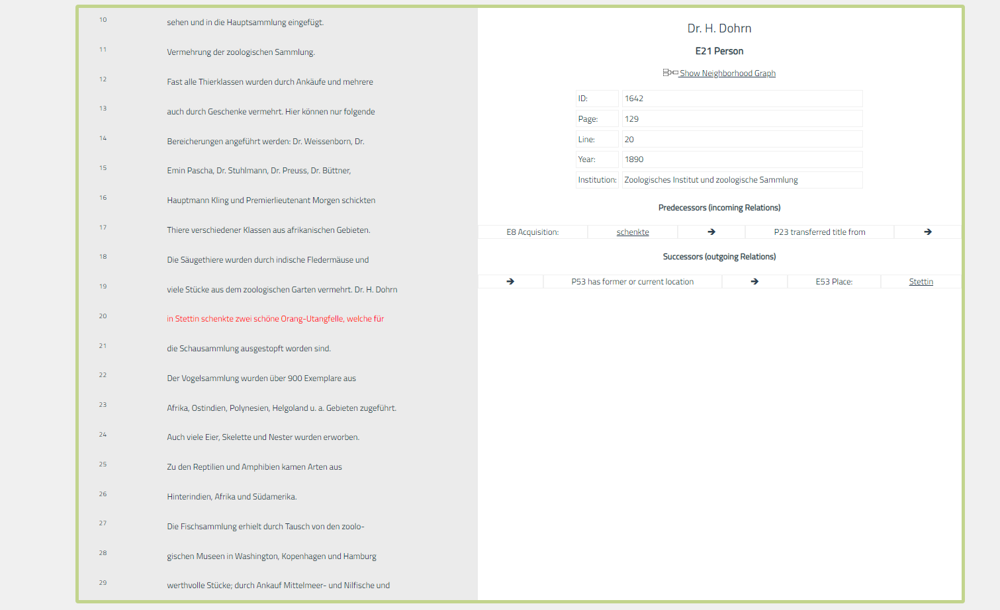 10 sehen und in die Hauptsammlung eingefügt.
11 Vermehrung der zoologischen Sammlung.
12 Fast alle Thierklassen wurden durch Ankäufe und mehrere
13 auch durch Geschenke vermehrt. Hier können nur folgende
14 Bereicherungen angeführt werden: Dr. Weissenborn, Dr.
15 Emin Pascha, Dr. Stuhlmann, Dr. Preuss, Dr. Büttner,
16 Hauptmann Kling und Premierlieutenant Morgen schickten
17 Thiere verschiedener Klassen aus afrikanischen Gebieten.
18 Die Säugethiere wurden durch indische Fledermäuse und
19 viele Stücke aus dem zoologischen Garten vermehrt. Dr. H. Dohrn
20 in Stettin schenkte zwei schöne Orang-Utangfelle, welche für
21 die Schausammlung ausgestopft worden sind.
22 Der Vogelsammlung wurden über 900 Exemplare aus
23 Afrika, Ostindien, Polynesien, Helgoland u. a. Gebieten zugeführt.
24 Auch viele Eier, Skelette und Nester wurden erworben.
25 Zu den Reptilien und Amphibien kamen Arten aus
26 Hinterindien, Afrika und Südamerika.
27 Die Fischsammlung erhielt durch Tausch von den zoolo-
28 gischen Museen in Washington, Kopenhagen und Hamburg
29 werthvolle Stücke; durch Ankauf Mittelmeer- und Nilfische und
Dr. H. Dohrn
E21 Person
Show Neighborhood Graph
ID: 1642
Page: 129
Line: 20
Year: 1890
Institution: Zoologisches Institut und zoologische Sammlung
Predecessors (incoming Relations)
E8 Acquisition: schenkte → P23 transferred title from →
Successors (outgoing Relations)
→ P53 has former or current location → E53 Place: Stettin